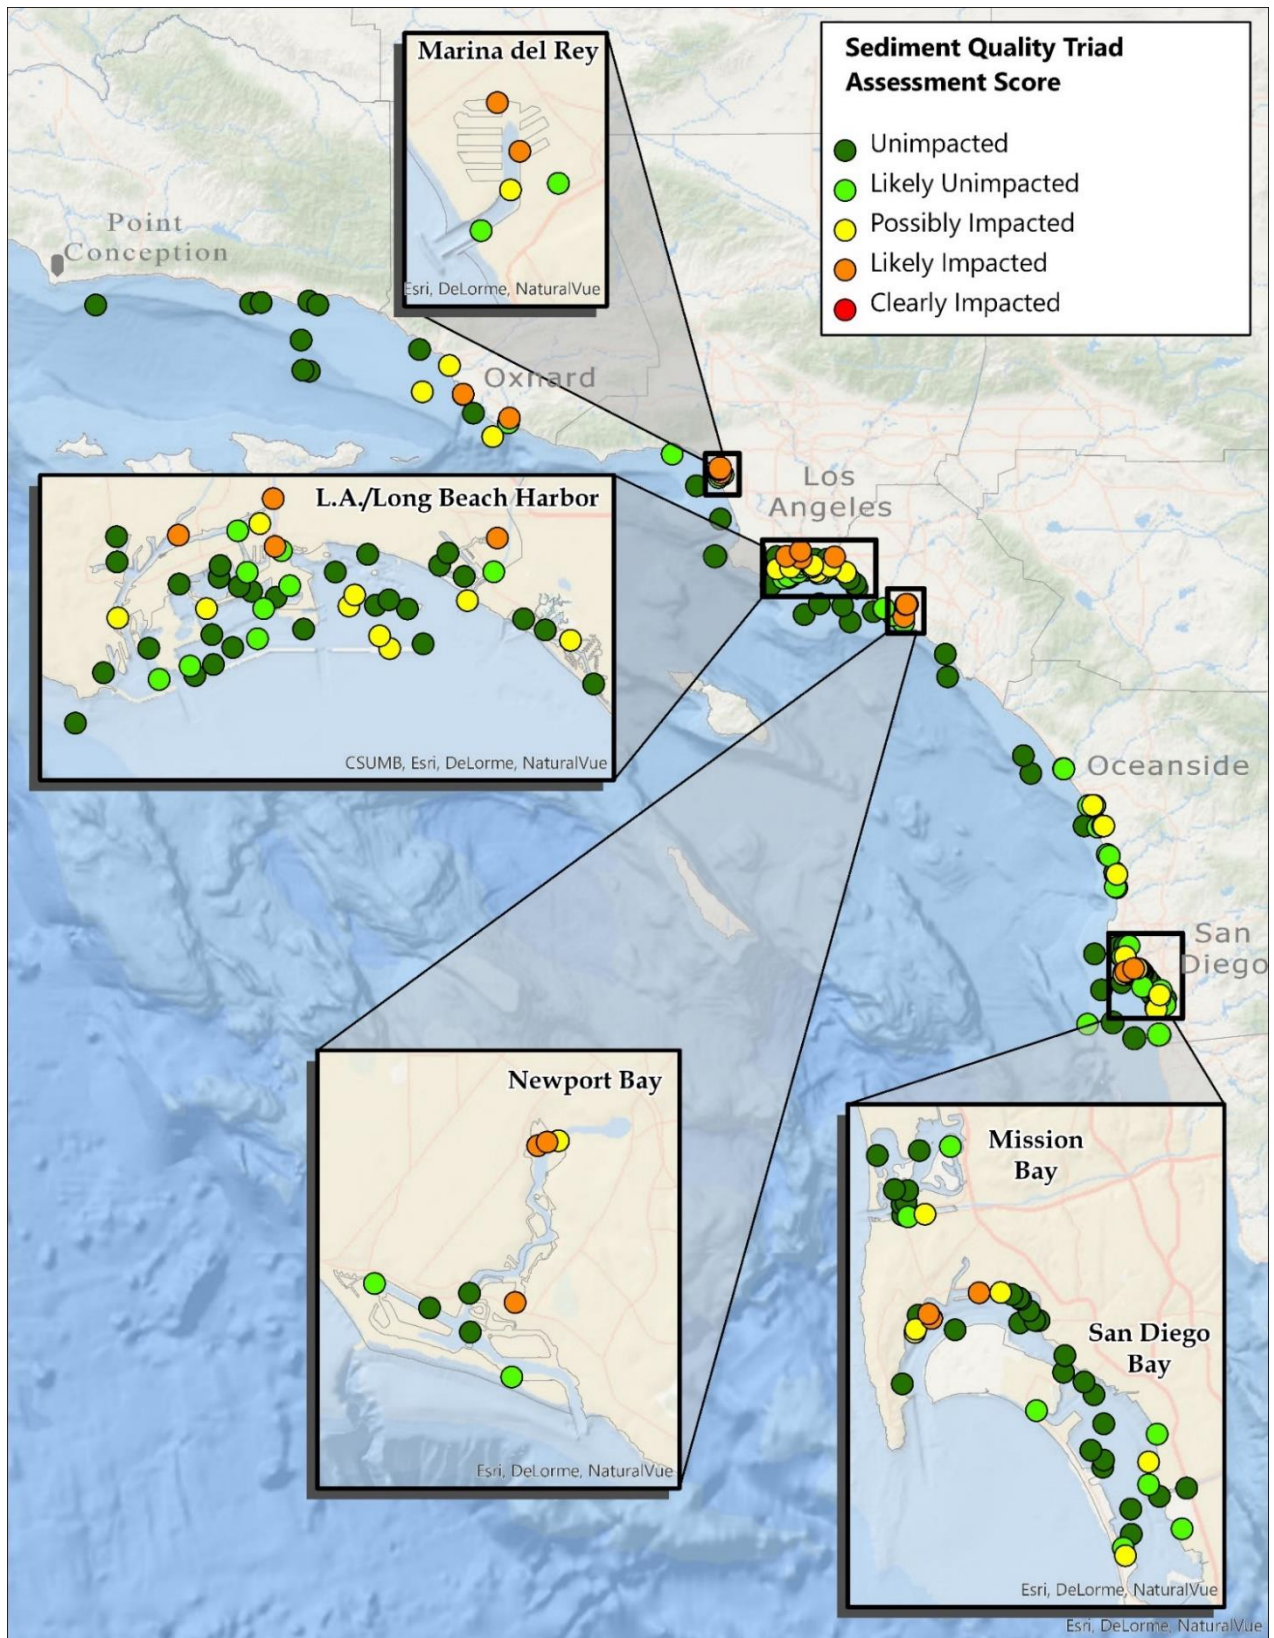 Marina del Rey
Esri, DeLorme, NaturalVue
Sediment Quality Triad
Assessment Score
Unimpacted
Likely Unimpacted
Possibly Impacted
Likely Impacted
Clearly Impacted
Point
Conception
Oxnard
Los
Angeles
L.A./Long Beach Harbor
CSUMB, Esri, DeLorme, NaturalVue
Oceanside
San
Diego
Newport Bay
Esri, DeLorme, NaturalVue
Mission
Bay
San Diego
Bay
Esri, DeLorme, NaturalVue
Esri, DeLorme, NaturalVue